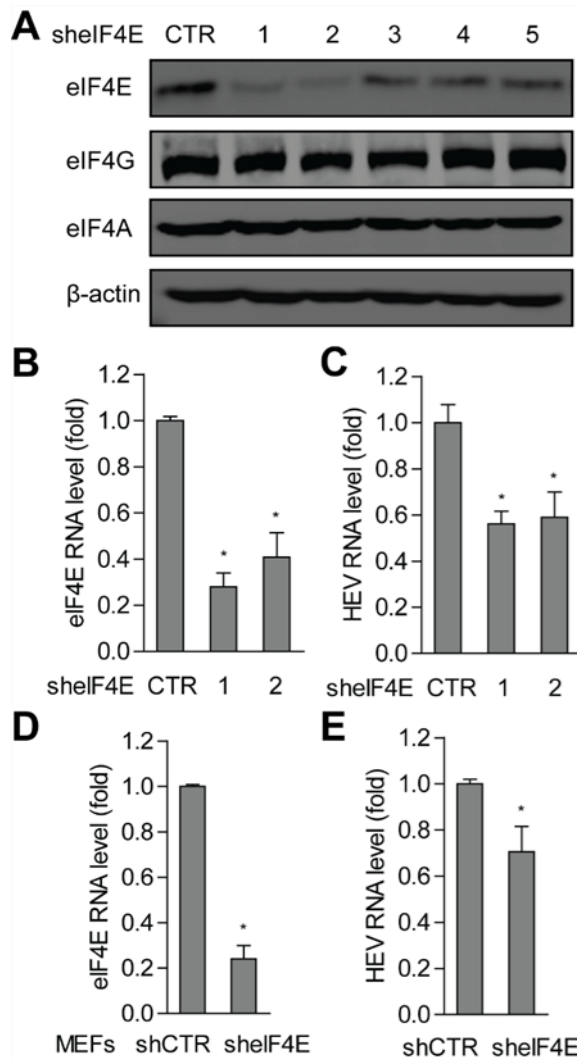 A
sheIF4E CTR 1 2 3 4 5
eIF4E
eIF4G
eIF4A
β-actin
B
eIF4E RNA level (fold)
1.2
1.0
0.8
0.6
0.4
0.2
0.0
*
*
sheIF4E CTR 1 2
C
HEV RNA level (fold)
1.2
1.0
0.8
0.6
0.4
0.2
0.0
*
*
sheIF4E CTR 1 2
D
eIF4E RNA level (fold)
1.2
1.0
0.8
0.6
0.4
0.2
0.0
*
MEFs shCTR sheIF4E
E
HEV RNA level (fold)
1.2
1.0
0.8
0.6
0.4
0.2
0.0
*
shCTR sheIF4E